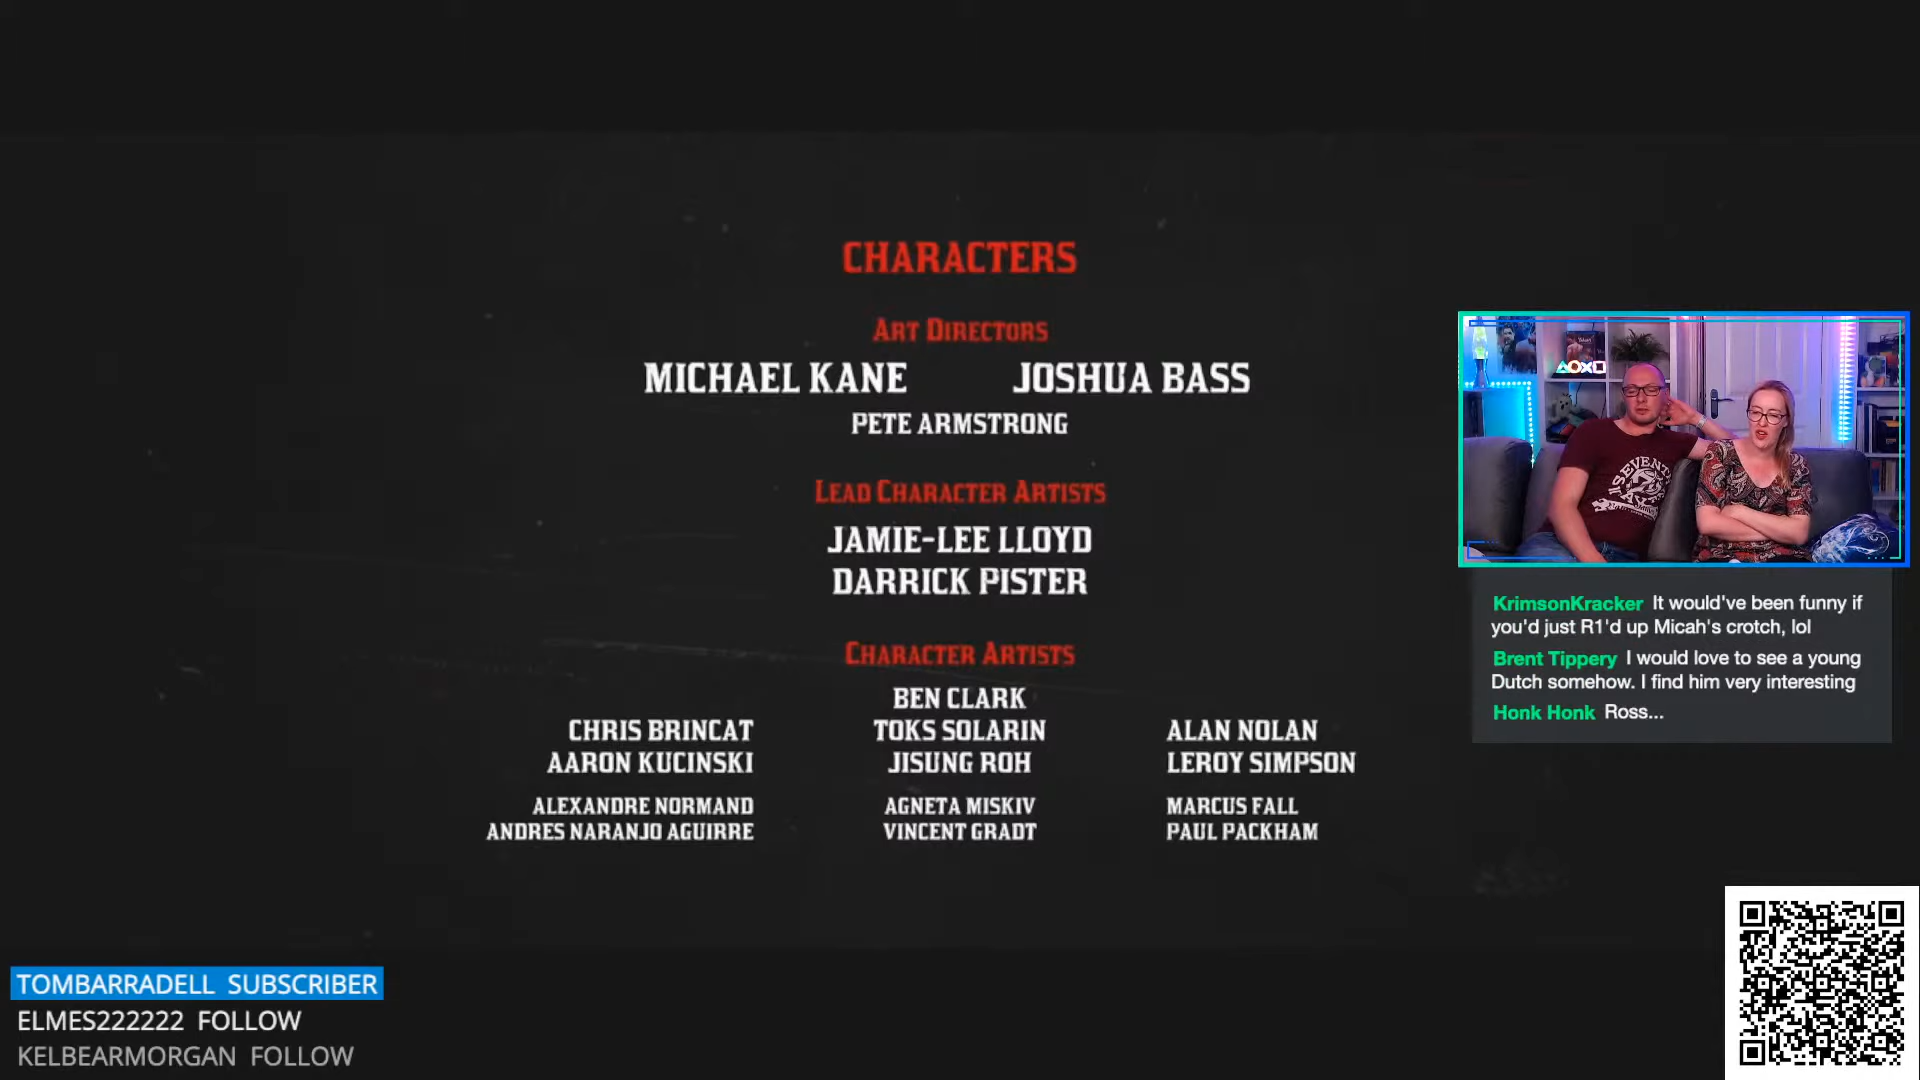 CHARACTERS
ART DIRECTORS
MICHAEL KANE JOSHUA BASS
PETE ARMSTRONG
LEAD CHARACTER ARTISTS
JAMIE-LEE LLOYD
DARRICK PISTER
CHARACTER ARTISTS
BEN CLARK
CHRIS BRINCAT TOKS SOLARIN ALAN NOLAN
AARON KUCINSKI JISUNG ROH LEROY SIMPSON
ALEXANDRE NORMAND AGNETA MISKIV MARCUS FALL
ANDRES NARANJO AGUIRRE VINCENT GRADT PAUL PACKHAM
SEVENTH
KrimsonKracker It would've been funny if
you'd just R1'd up Micah's crotch, lol
Brent Tippery I would love to see a young
Dutch somehow. I find him very interesting
Honk Honk Ross...
TOMBARRADELL SUBSCRIBER
ELMES222222 FOLLOW
KELBEARMORGAN FOLLOW